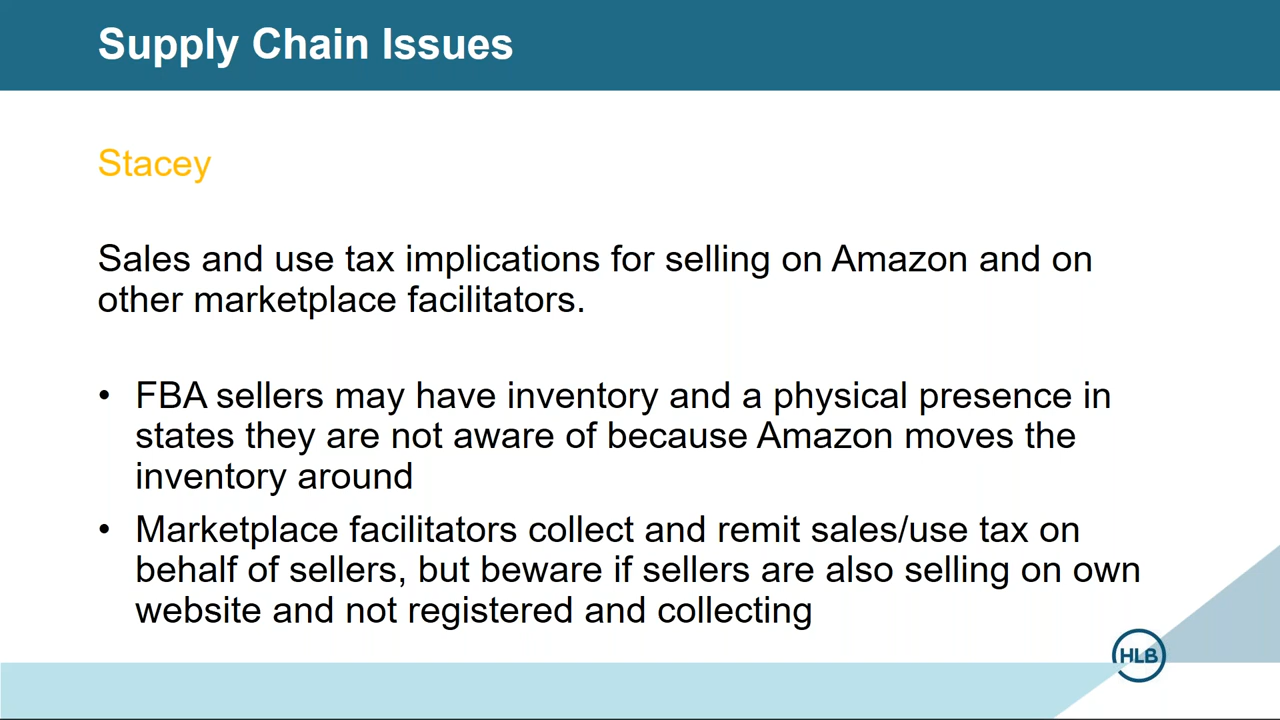 Supply Chain Issues
Stacey
Sales and use tax implications for selling on Amazon and on
other marketplace facilitators.
• FBA sellers may have inventory and a physical presence in
states they are not aware of because Amazon moves the
inventory around
• Marketplace facilitators collect and remit sales/use tax on
behalf of sellers, but beware if sellers are also selling on own
website and not registered and collecting
HLB